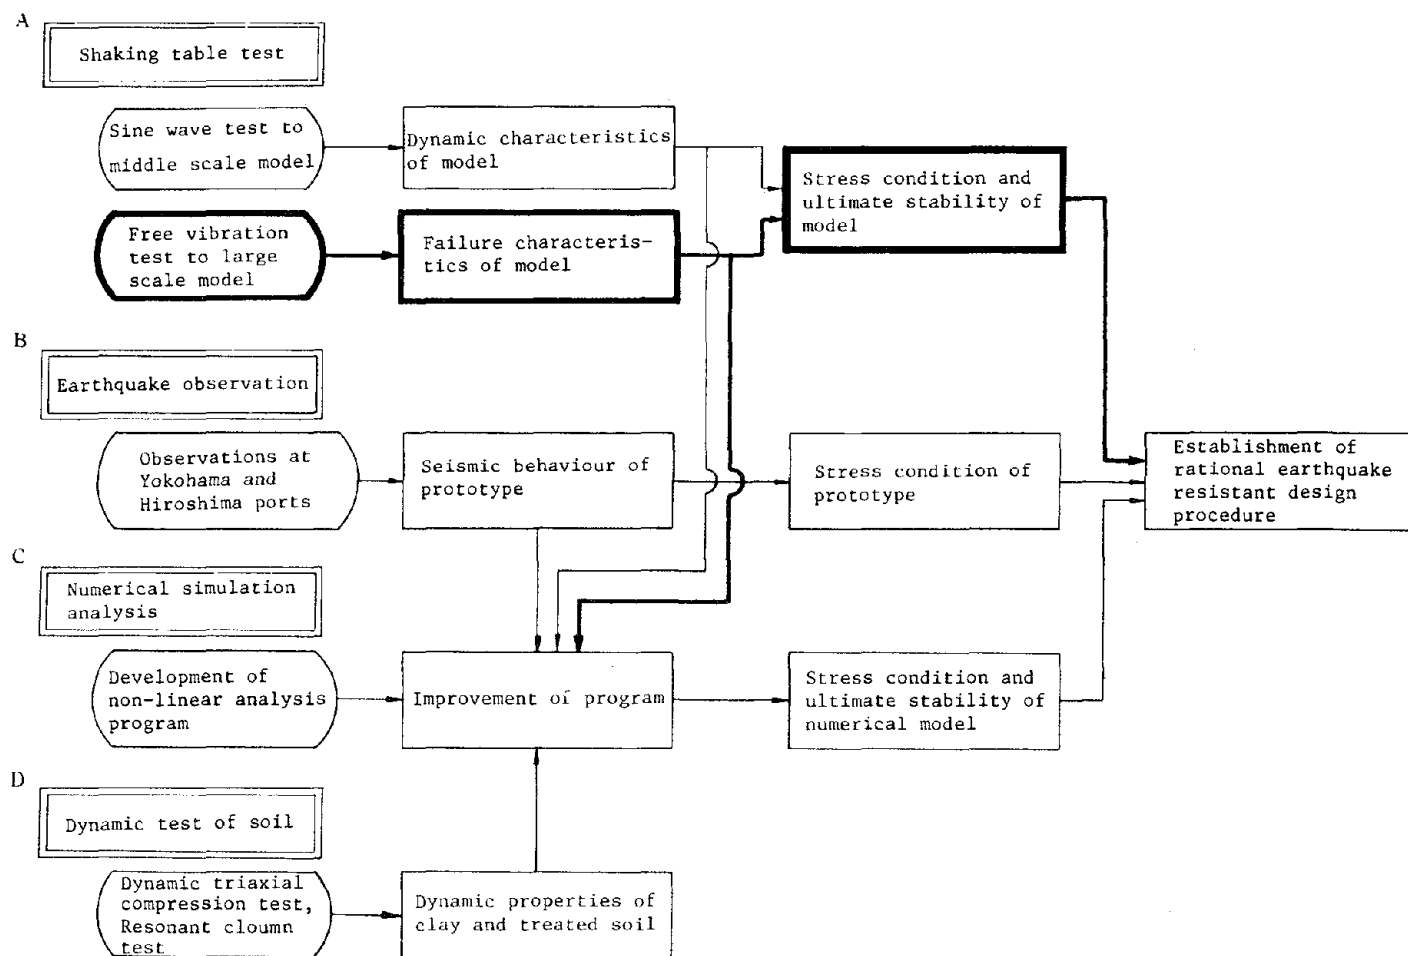 A
Shaking table test
Sine wave test to
middle scale model
Dynamic characteristics
of model
Stress condition and
ultimate stability of
model
Free vibration
test to large
scale model
Failure characteris-
tics of model
B
Earthquake observation
Observations at
Yokohama and
Hiroshima ports
Seismic behaviour of
prototype
Stress condition of
prototype
Establishment of
rational earthquake
resistant design
procedure
C
Numerical simulation
analysis
Development of
non-linear analysis
program
Improvement of program
Stress condition and
ultimate stability of
numerical model
D
Dynamic test of soil
Dynamic triaxial
compression test,
Resonant cloumn
test
Dynamic properties of
clay and treated soil